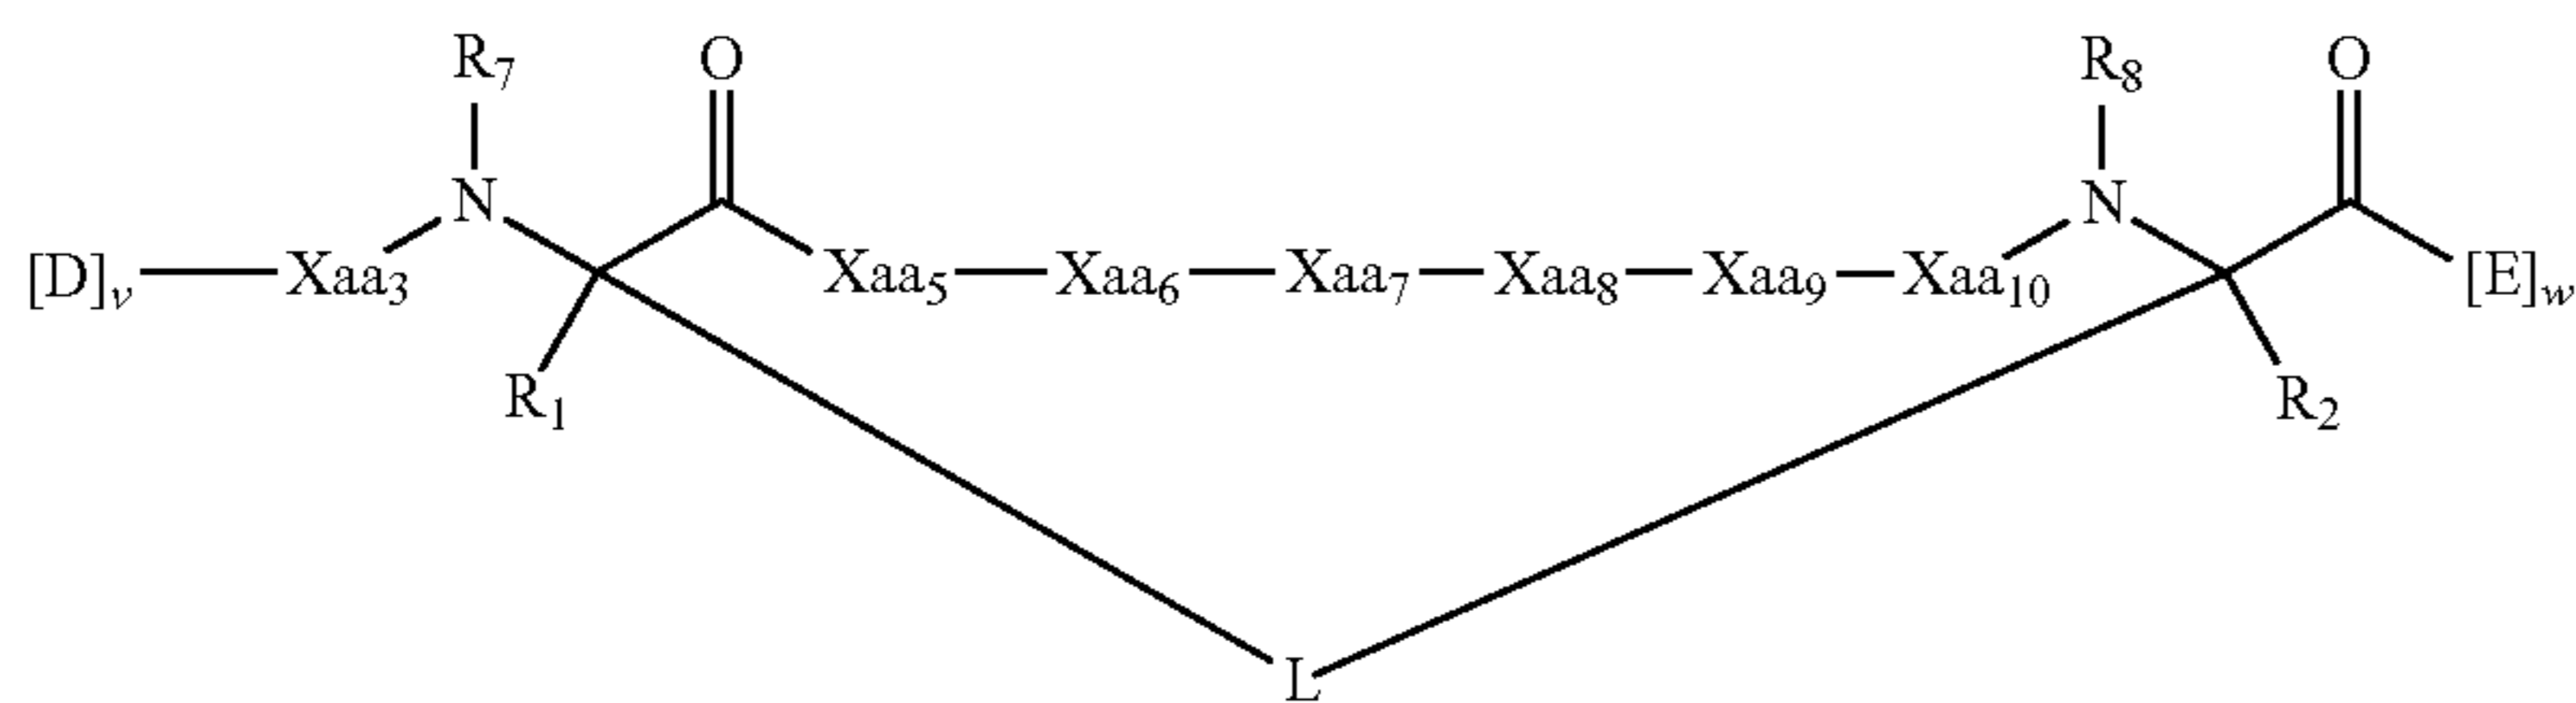 R₇ O R₈ O
N N
[D]ᵥ Xaa₃ Xaa₅ Xaa₆ Xaa₇ Xaa₈ Xaa₉ Xaa₁₀ [E]w
R₁ R₂
L